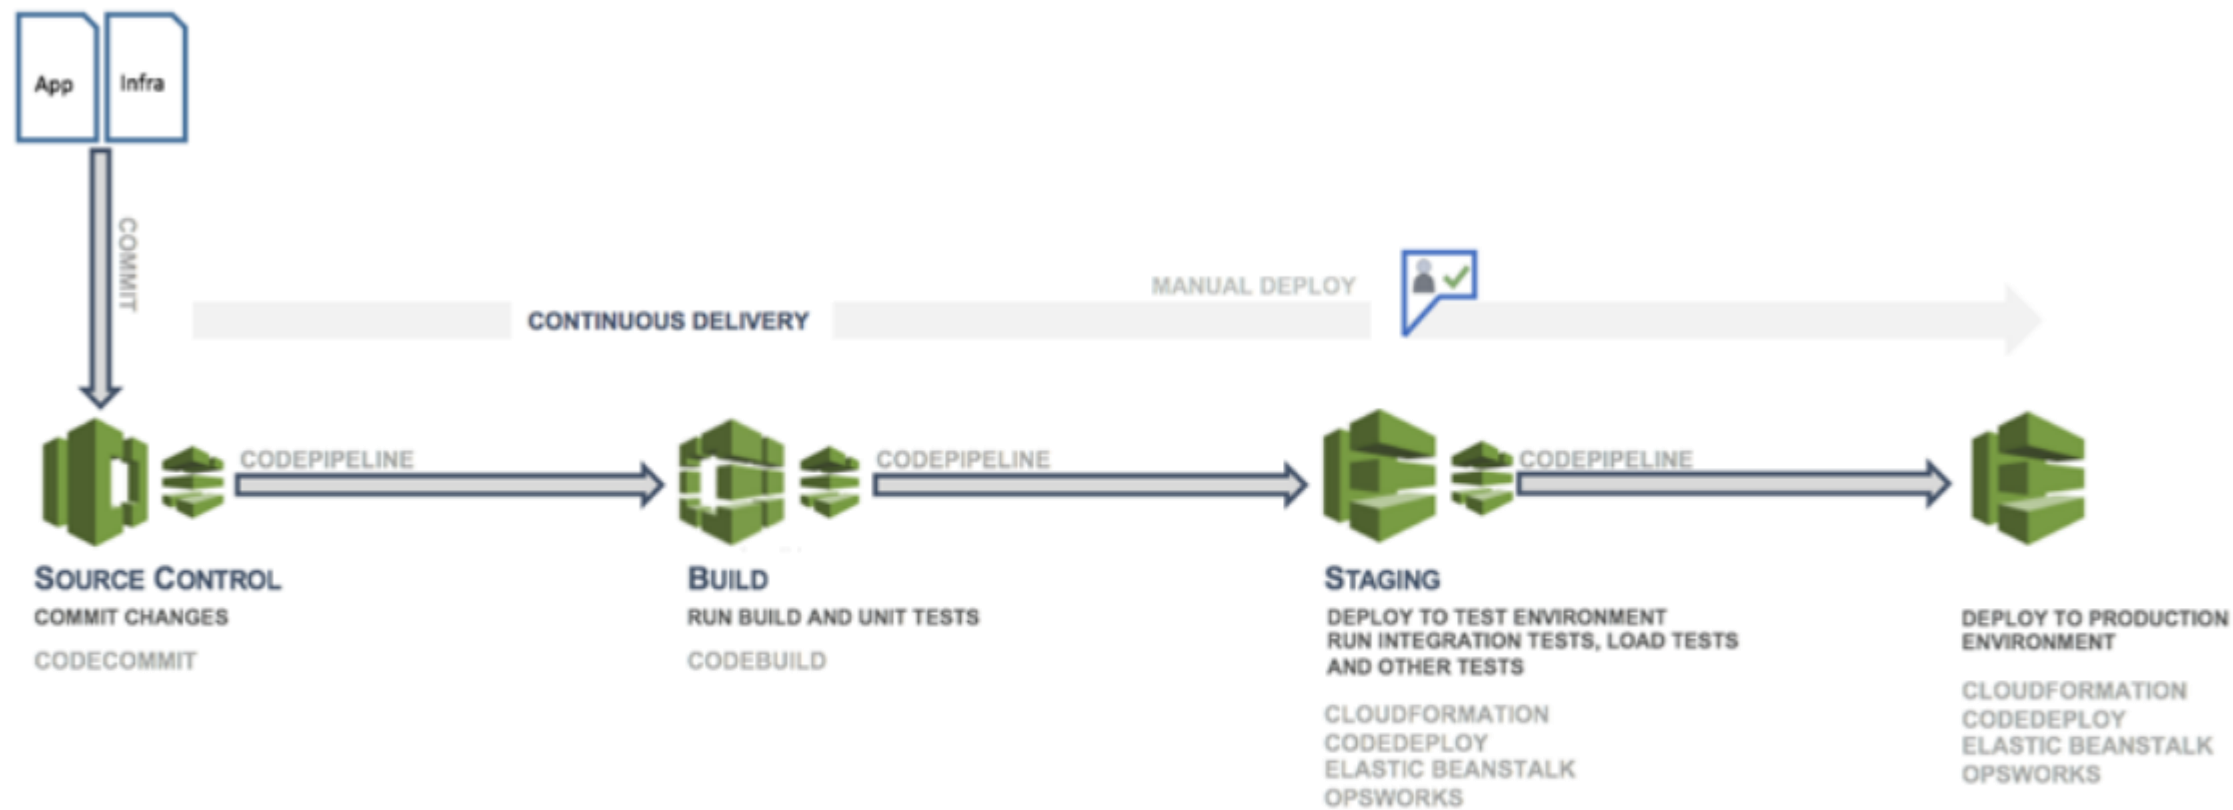 App
Infra
COMMIT
MANUAL DEPLOY
CONTINUOUS DELIVERY
CODEPIPELINE
CODEPIPELINE
CODEPIPELINE
SOURCE CONTROL
COMMIT CHANGES
CODECOMMIT
BUILD
RUN BUILD AND UNIT TESTS
CODEBUILD
STAGING
DEPLOY TO TEST ENVIRONMENT
RUN INTEGRATION TESTS, LOAD TESTS
AND OTHER TESTS
CLOUDFORMATION
CODEDEPLOY
ELASTIC BEANSTALK
OPSWORKS
DEPLOY TO PRODUCTION
ENVIRONMENT
CLOUDFORMATION
CODEDEPLOY
ELASTIC BEANSTALK
OPSWORKS